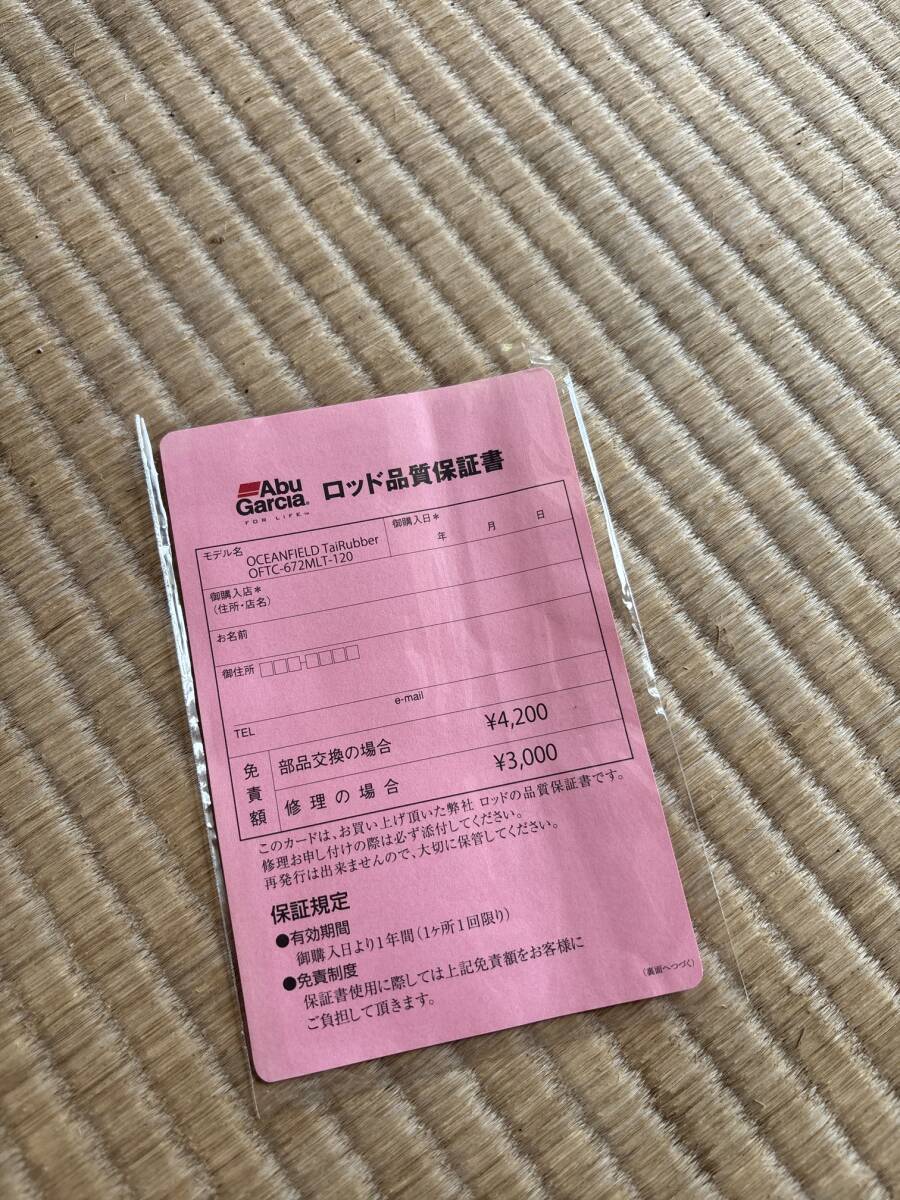 Abu Garcia® ロッド品質保証書
FOR LIFE™
モデル名 OCEANFIELD TaiRubber
OFTC-672MLT-120
御購入日＊
年 月 日
御購入店＊
（住所・店名）
お名前
御住所 □□□-□□□□
TEL e-mail
免責額
部品交換の場合 ¥4,200
修理の場合 ¥3,000
このカードは、お買い上げ頂いた弊社 ロッドの品質保証書です。
修理お申し付けの際は必ず添付してください。
再発行は出来ませんので、大切に保管してください。
保証規定
●有効期間
御購入日より1年間（1ヶ所1回限り）
●免責制度
保証書使用に際しては上記免責額をお客様に
ご負担して頂きます。
（裏面へつづく）